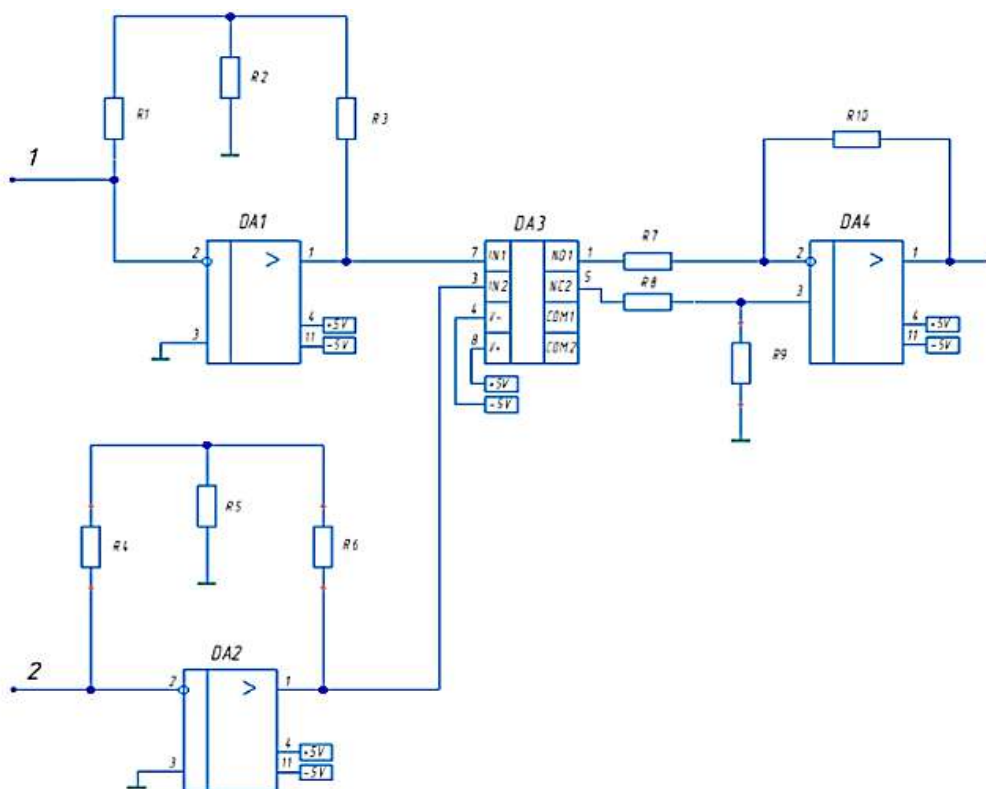 R1
R2
R3
1
DA1
2
>
1
3
4
+5V
11
-5V
DA3
7
IN1
NO1
1
3
IN2
NC2
5
4
V-
COM1
8
V+
COM2
+5V
-5V
R7
R8
R9
R10
DA4
2
>
1
3
4
+5V
11
-5V
R4
R5
R6
2
DA2
2
>
1
3
4
+5V
11
-5V